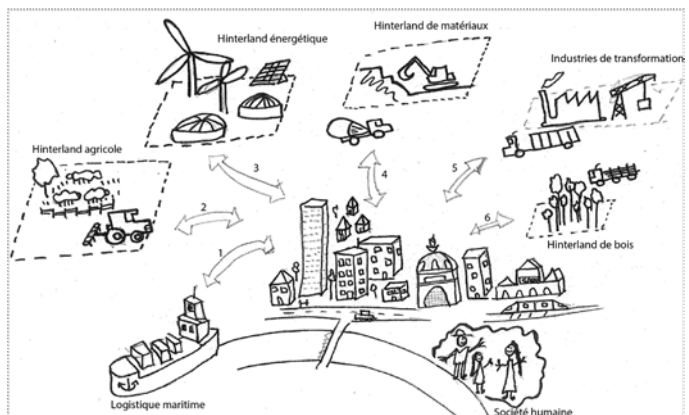 Hinterland énergétique
Hinterland de matériaux
Industries de transformation
Hinterland agricole
3
4
5
2
6
1
Hinterland de bois
Logistique maritime
Société humaine